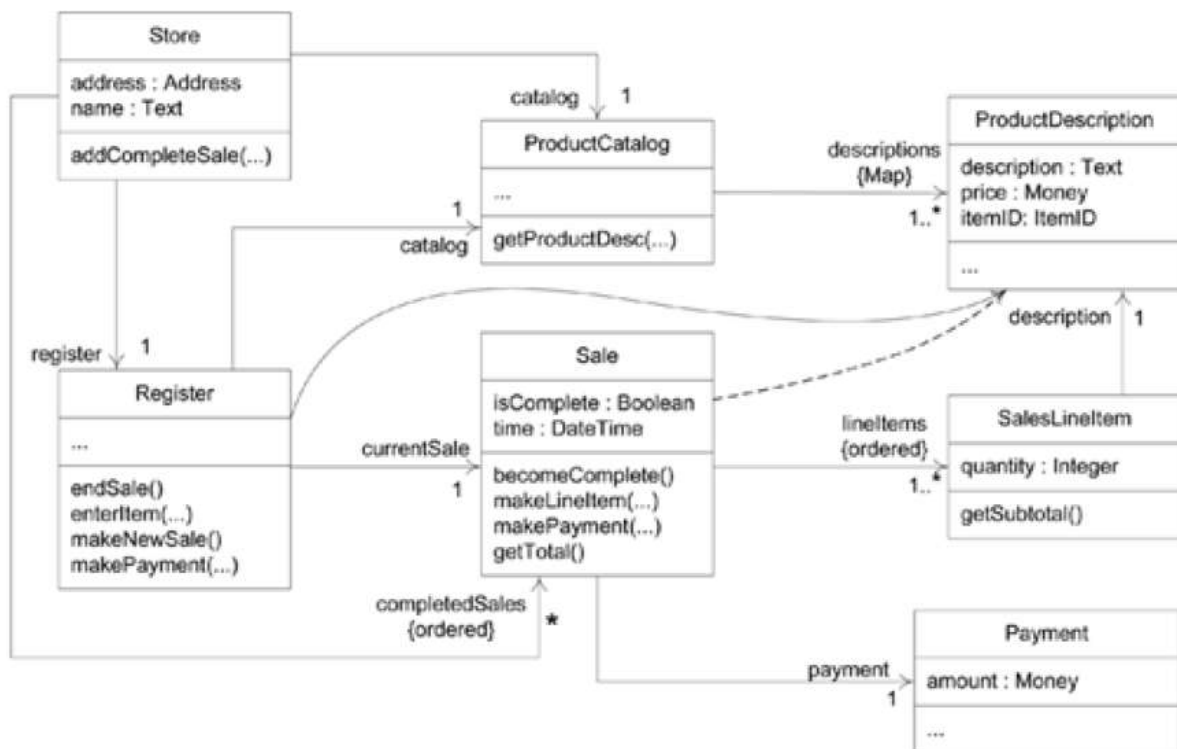 Store
address : Address
name : Text
addCompleteSale(...)
catalog
1
ProductCatalog
...
getProductDesc(...)
descriptions
{Map}
1..*
ProductDescription
description : Text
price : Money
itemID: ItemID
...
1
catalog
register
1
description
1
Register
...
endSale()
enterItem(...)
makeNewSale()
makePayment(...)
currentSale
1
Sale
isComplete : Boolean
time : DateTime
becomeComplete()
makeLineItem(...)
makePayment(...)
getTotal()
lineItems
{ordered}
1..*
SalesLineItem
quantity : Integer
getSubtotal()
completedSales
{ordered}
*
payment
1
Payment
amount : Money
...